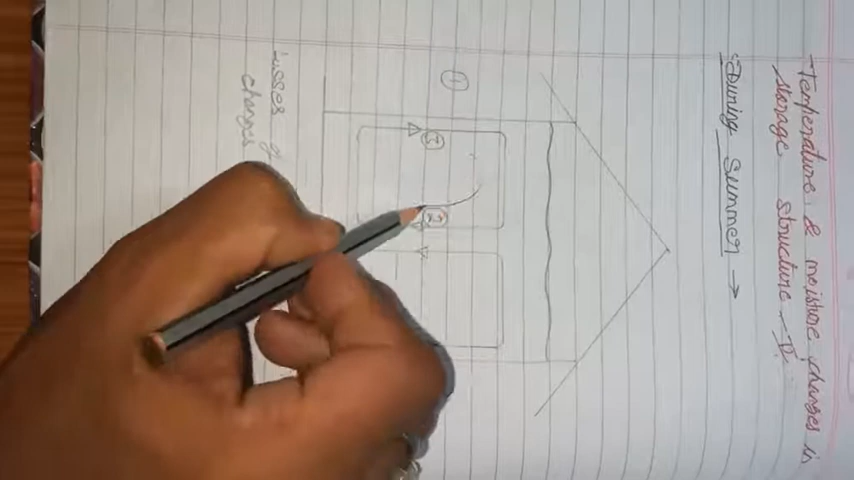 Temperature & moisture changes in
storage structure →
"During Summer →
①
③
②
Losses
changes